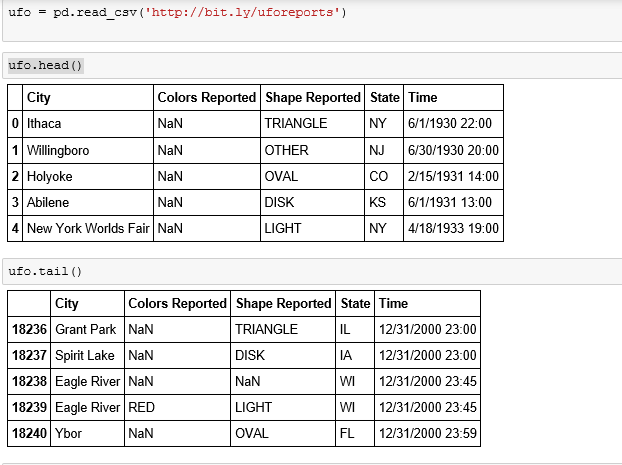 ufo = pd.read_csv('http://bit.ly/uforeports')
ufo.head()
City Colors Reported Shape Reported State Time
0 Ithaca NaN TRIANGLE NY 6/1/1930 22:00
1 Willingboro NaN OTHER NJ 6/30/1930 20:00
2 Holyoke NaN OVAL CO 2/15/1931 14:00
3 Abilene NaN DISK KS 6/1/1931 13:00
4 New York Worlds Fair NaN LIGHT NY 4/18/1933 19:00
ufo.tail()
City Colors Reported Shape Reported State Time
18236 Grant Park NaN TRIANGLE IL 12/31/2000 23:00
18237 Spirit Lake NaN DISK IA 12/31/2000 23:00
18238 Eagle River NaN NaN WI 12/31/2000 23:45
18239 Eagle River RED LIGHT WI 12/31/2000 23:45
18240 Ybor NaN OVAL FL 12/31/2000 23:59